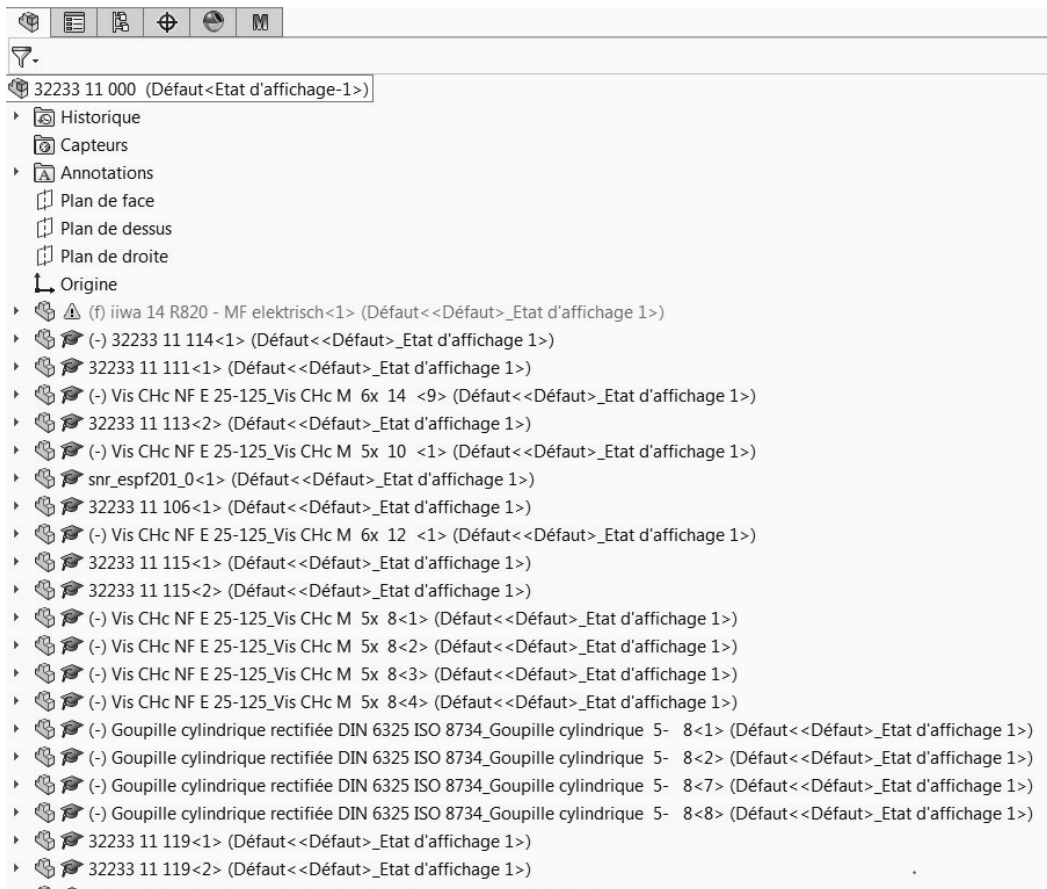 32233 11 000 (Défaut<Etat d'affichage-1>)
Historique
Capteurs
Annotations
Plan de face
Plan de dessus
Plan de droite
Origine
(f) iiwa 14 R820 - MF elektrisch<1> (Défaut<<Défaut>_Etat d'affichage 1>)
(-) 32233 11 114<1> (Défaut<<Défaut>_Etat d'affichage 1>)
32233 11 111<1> (Défaut<<Défaut>_Etat d'affichage 1>)
(-) Vis CHc NF E 25-125_Vis CHc M 6x 14 <9> (Défaut<<Défaut>_Etat d'affichage 1>)
32233 11 113<2> (Défaut<<Défaut>_Etat d'affichage 1>)
(-) Vis CHc NF E 25-125_Vis CHc M 5x 10 <1> (Défaut<<Défaut>_Etat d'affichage 1>)
snr_espf201_0<1> (Défaut<<Défaut>_Etat d'affichage 1>)
32233 11 106<1> (Défaut<<Défaut>_Etat d'affichage 1>)
(-) Vis CHc NF E 25-125_Vis CHc M 6x 12 <1> (Défaut<<Défaut>_Etat d'affichage 1>)
32233 11 115<1> (Défaut<<Défaut>_Etat d'affichage 1>)
32233 11 115<2> (Défaut<<Défaut>_Etat d'affichage 1>)
(-) Vis CHc NF E 25-125_Vis CHc M 5x 8<1> (Défaut<<Défaut>_Etat d'affichage 1>)
(-) Vis CHc NF E 25-125_Vis CHc M 5x 8<2> (Défaut<<Défaut>_Etat d'affichage 1>)
(-) Vis CHc NF E 25-125_Vis CHc M 5x 8<3> (Défaut<<Défaut>_Etat d'affichage 1>)
(-) Vis CHc NF E 25-125_Vis CHc M 5x 8<4> (Défaut<<Défaut>_Etat d'affichage 1>)
(-) Goupille cylindrique rectifiée DIN 6325 ISO 8734_Goupille cylindrique 5- 8<1> (Défaut<<Défaut>_Etat d'affichage 1>)
(-) Goupille cylindrique rectifiée DIN 6325 ISO 8734_Goupille cylindrique 5- 8<2> (Défaut<<Défaut>_Etat d'affichage 1>)
(-) Goupille cylindrique rectifiée DIN 6325 ISO 8734_Goupille cylindrique 5- 8<7> (Défaut<<Défaut>_Etat d'affichage 1>)
(-) Goupille cylindrique rectifiée DIN 6325 ISO 8734_Goupille cylindrique 5- 8<8> (Défaut<<Défaut>_Etat d'affichage 1>)
32233 11 119<1> (Défaut<<Défaut>_Etat d'affichage 1>)
32233 11 119<2> (Défaut<<Défaut>_Etat d'affichage 1>)